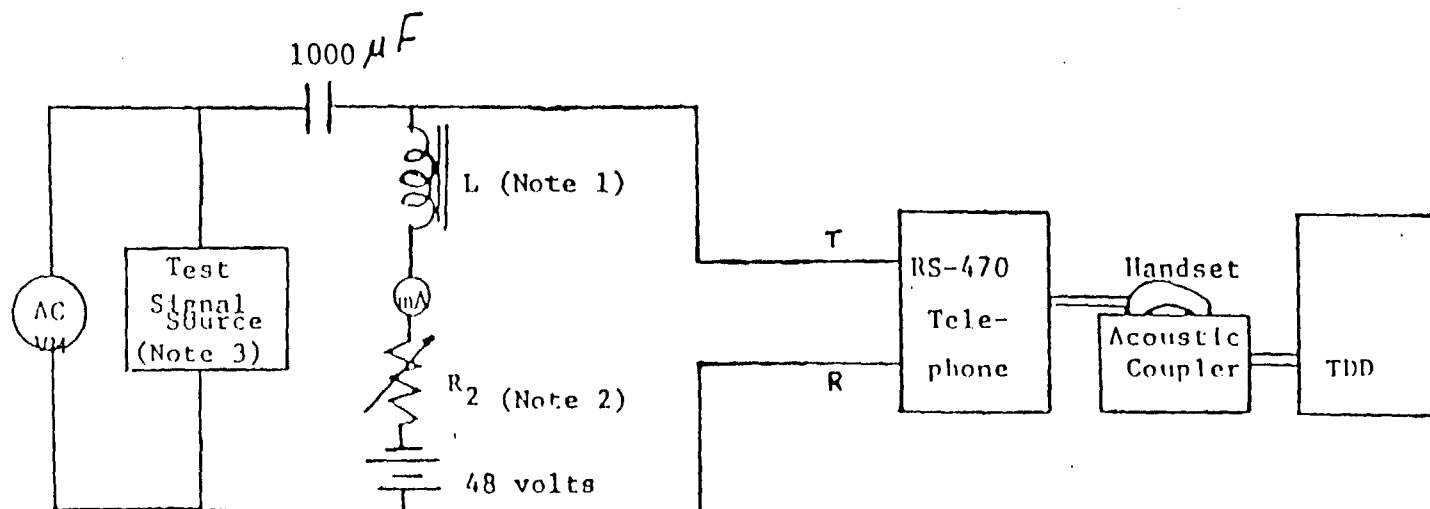 1000 μF
L (Note 1)
T
Test
Signal
Source
(Note 3)
AC
VM
mA
R2 (Note 2)
48 volts
R
RS-470
Tele-
phone
Handset
Acoustic
Coupler
TDD